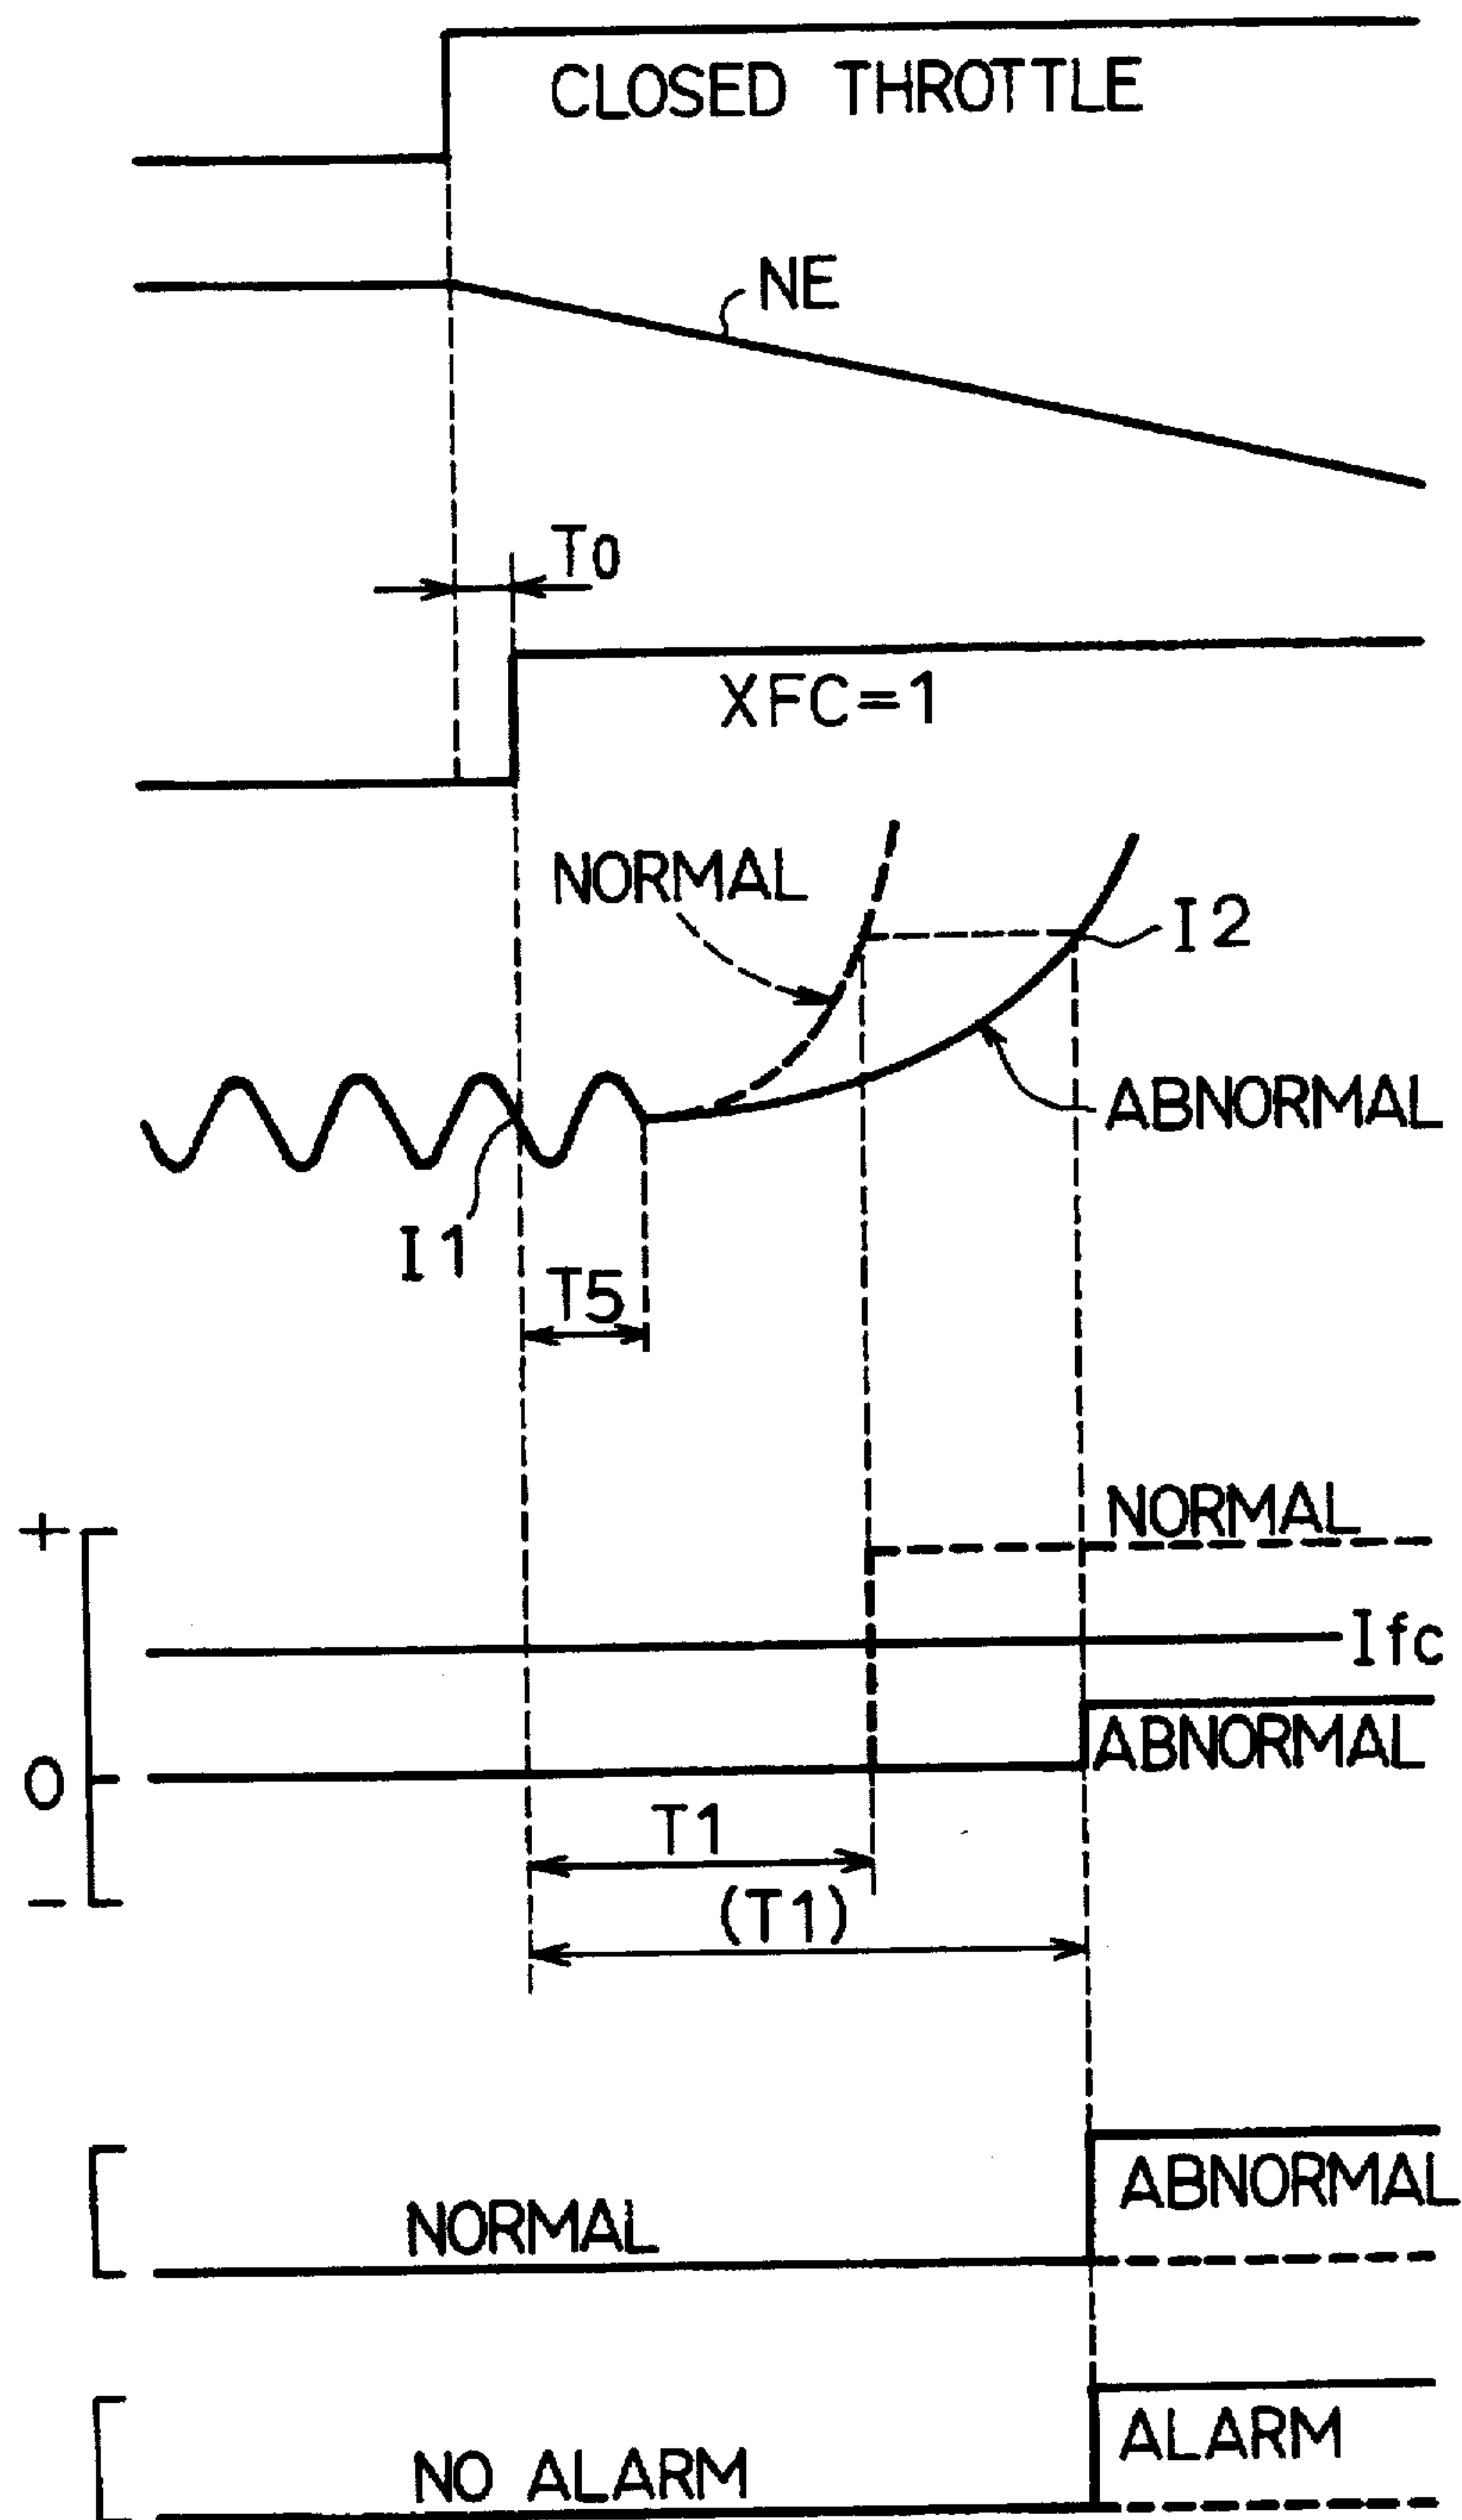 CLOSED THROTTLE
NE
T0
XFC=1
NORMAL
I2
ABNORMAL
I1
T5
+
NORMAL
Ifc
ABNORMAL
0
T1
-
(T1)
ABNORMAL
NORMAL
ALARM
NO ALARM